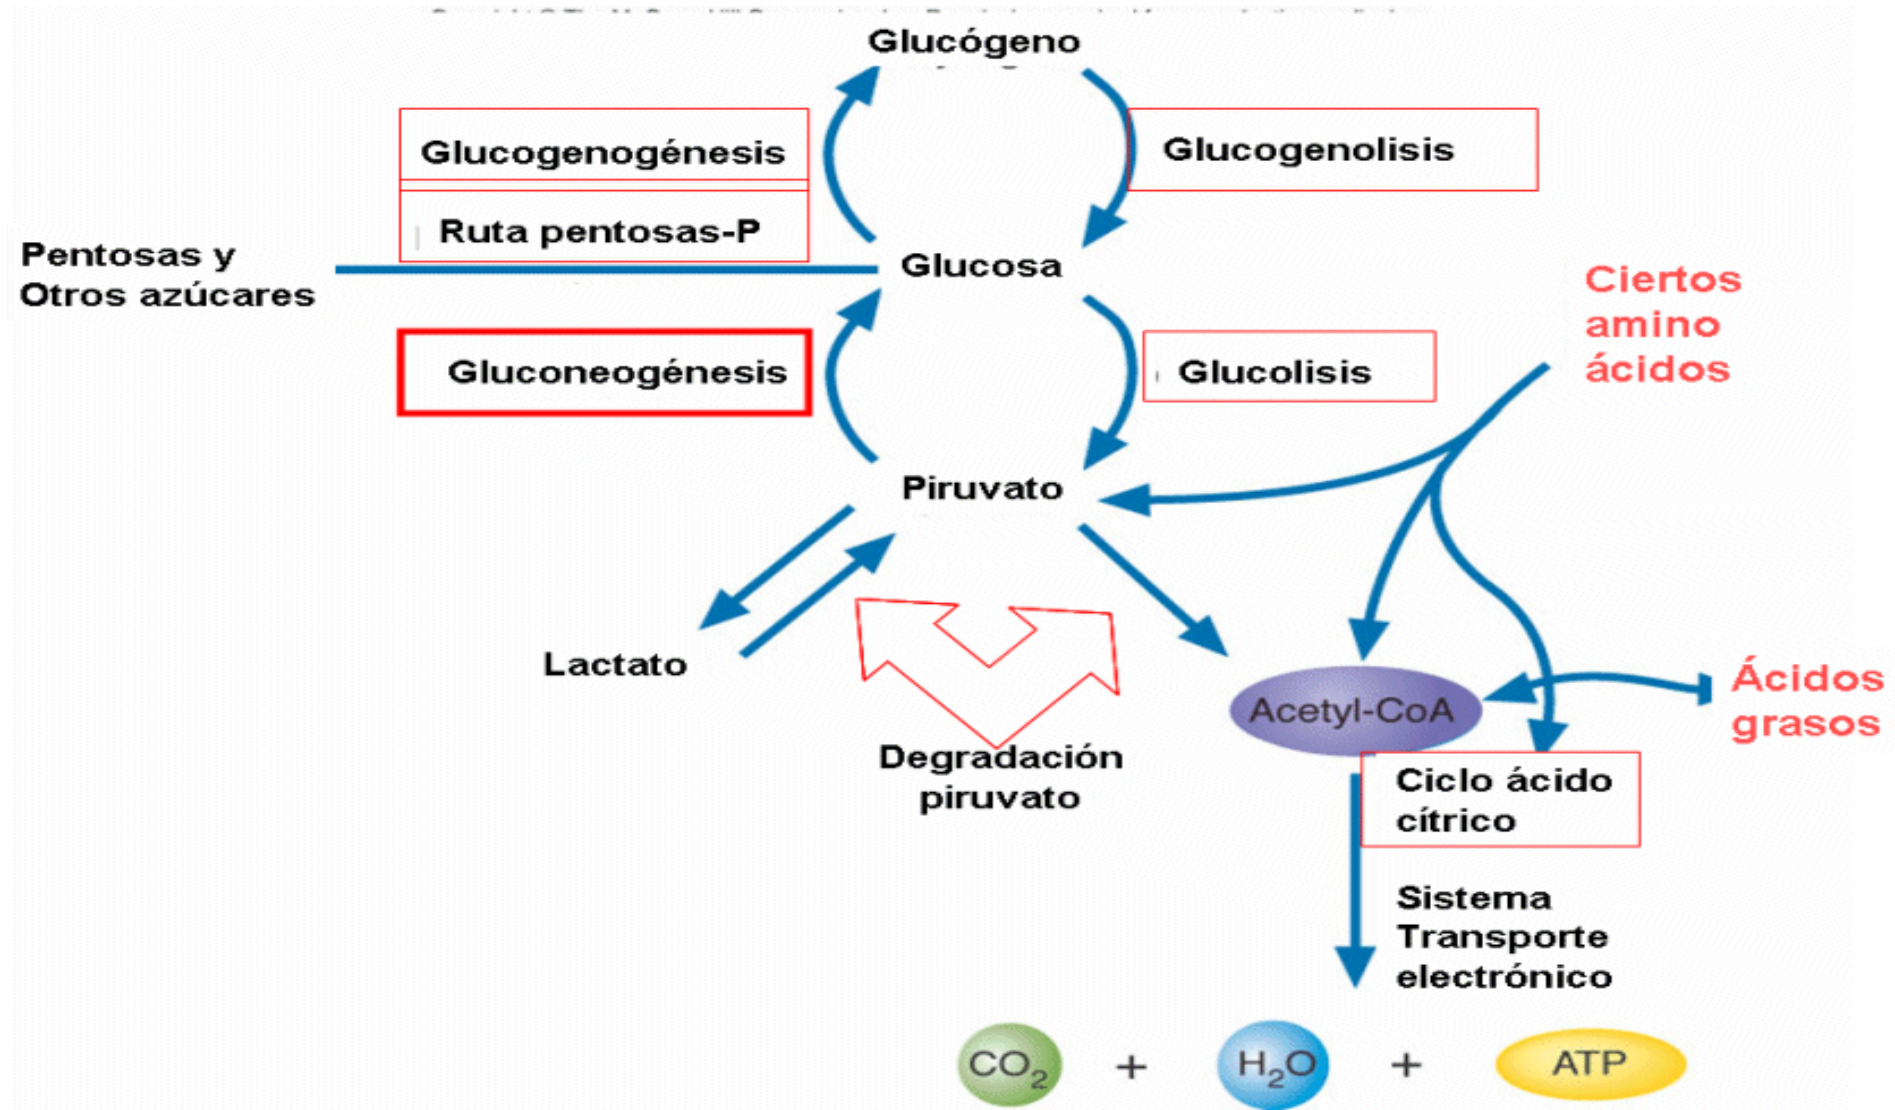 Glucógeno
Glucogenogénesis
Glucogenolisis
Ruta pentosas-P
Pentosas y
Otros azúcares
Glucosa
Ciertos
amino
ácidos
Gluconeogénesis
Glucolisis
Piruvato
Lactato
Acetyl-CoA
Ácidos
grasos
Degradación
piruvato
Ciclo ácido
cítrico
Sistema
Transporte
electrónico
CO2 + H2O + ATP